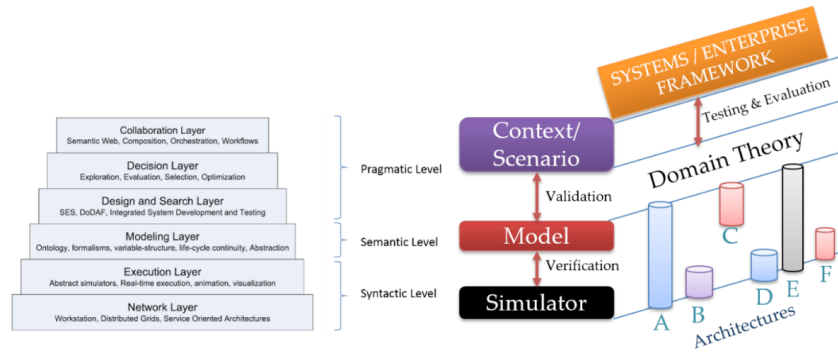 Collaboration Layer
Semantic Web, Composition, Orchestration, Workflows
Decision Layer
Exploration, Evaluation, Selection, Optimization
Design and Search Layer
SES, DoDAF, Integrated System Development and Testing
Modeling Layer
Ontology, formalisms, variable-structure, life-cycle continuity, Abstraction
Execution Layer
Abstract simulators, Real-time execution, animation, visualization
Network Layer
Workstation, Distributed Grids, Service Oriented Architectures
Pragmatic Level
Semantic Level
Syntactic Level
Context/
Scenario
Validation
Model
Verification
Simulator
SYSTEMS / ENTERPRISE
FRAMEWORK
Testing & Evaluation
Domain Theory
A
B
C
D
E
F
Architectures